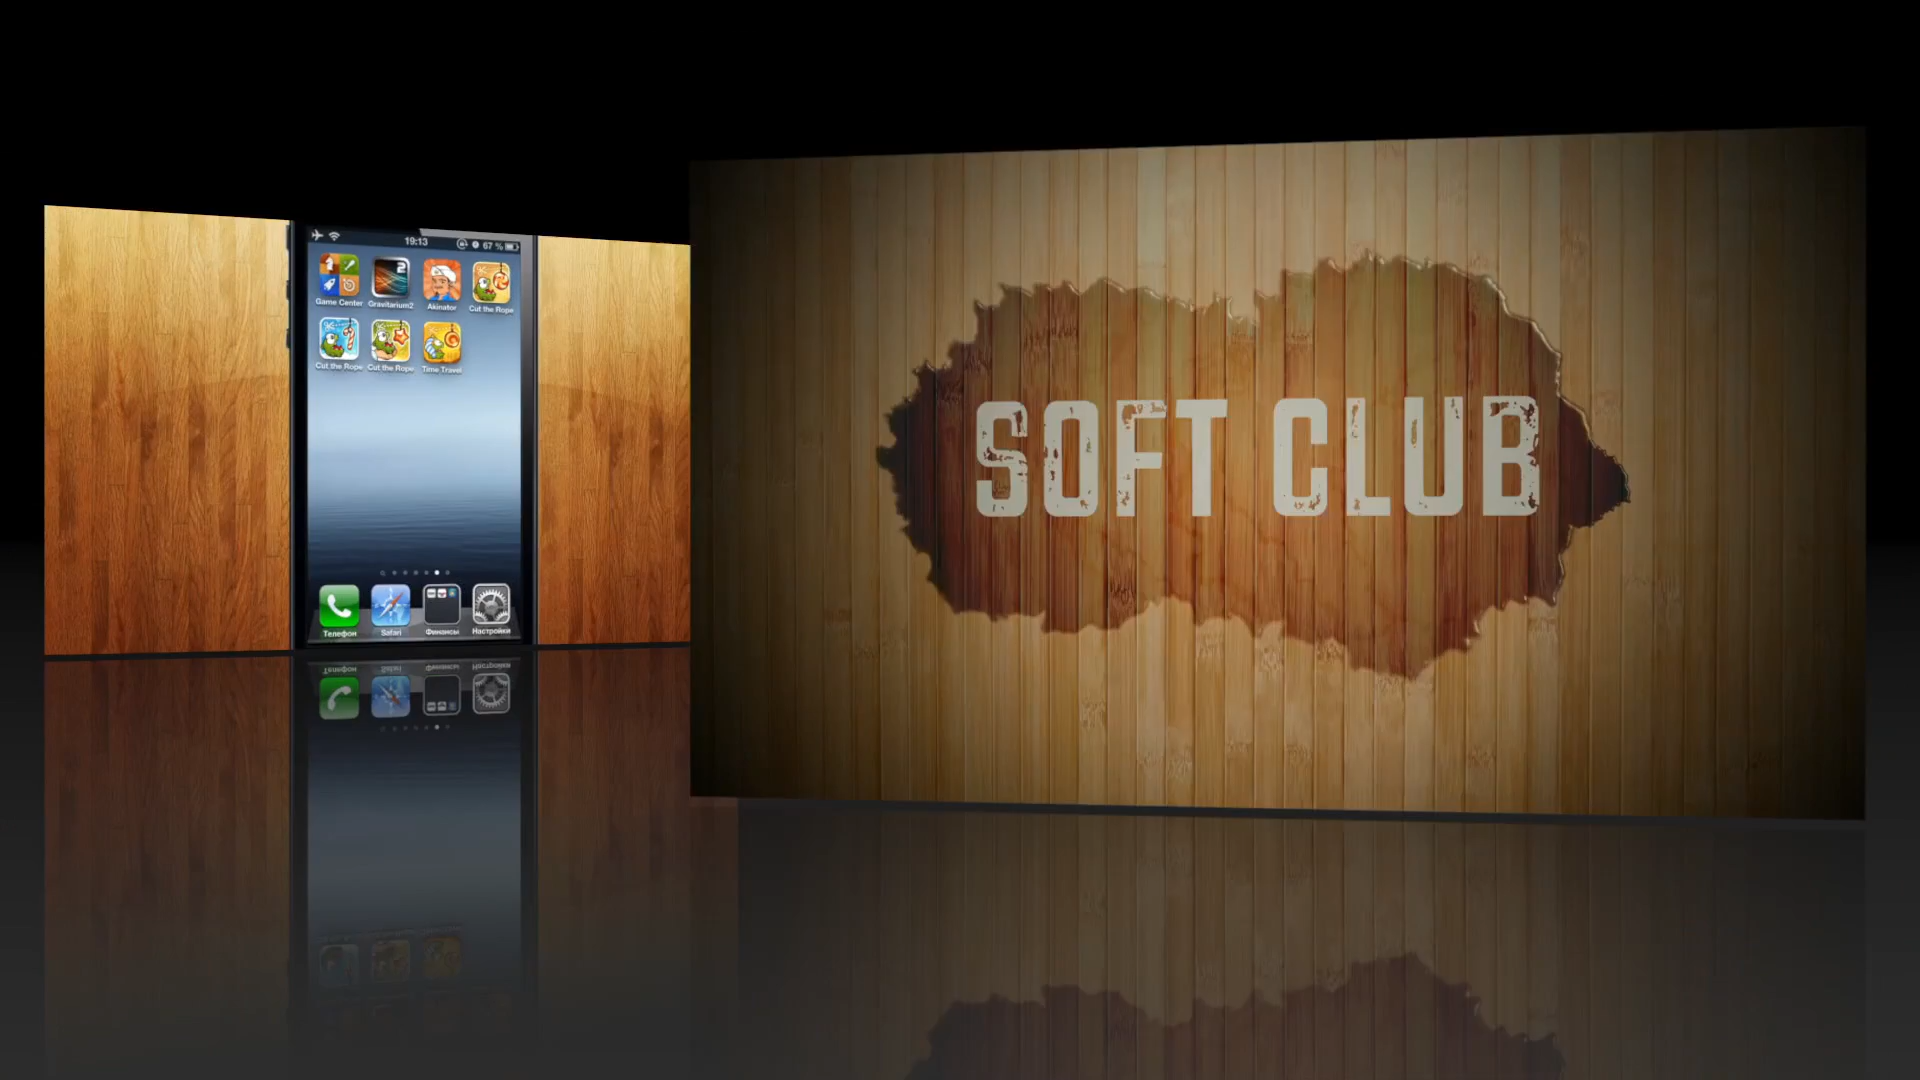 19:13 67 %
Game Center Gravitarium2 Akinator Cut the Rope
Cut the Rope Cut the Rope Time Travel
Телефон Safari Финансы Настройки
SOFT CLUB